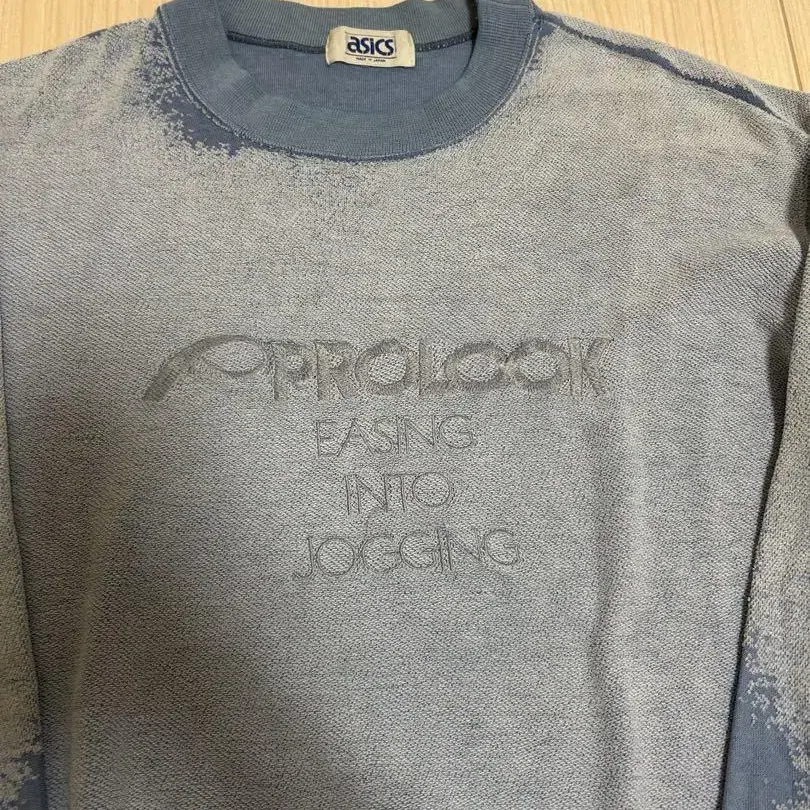 asics
MADE IN JAPAN
PROLOOK
EASING
INTO
JOGGING